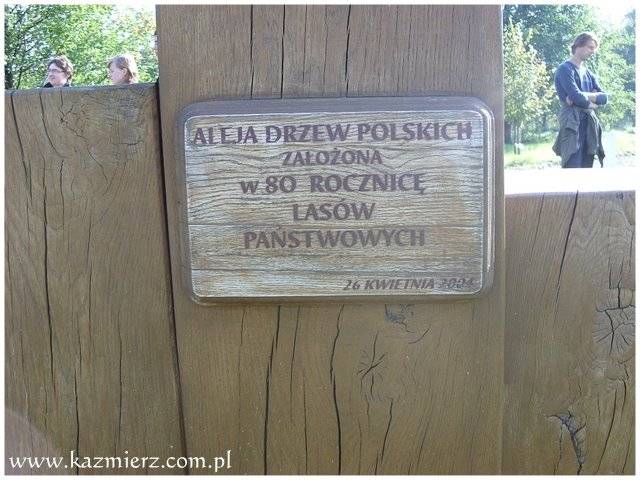 ALEJA DRZEW POLSKICH
ZAŁOŻONA
w 80 ROCZNICĘ
LASÓW
PAŃSTWOWYCH
26 KWIETNIA 2004
www.kazmierz.com.pl